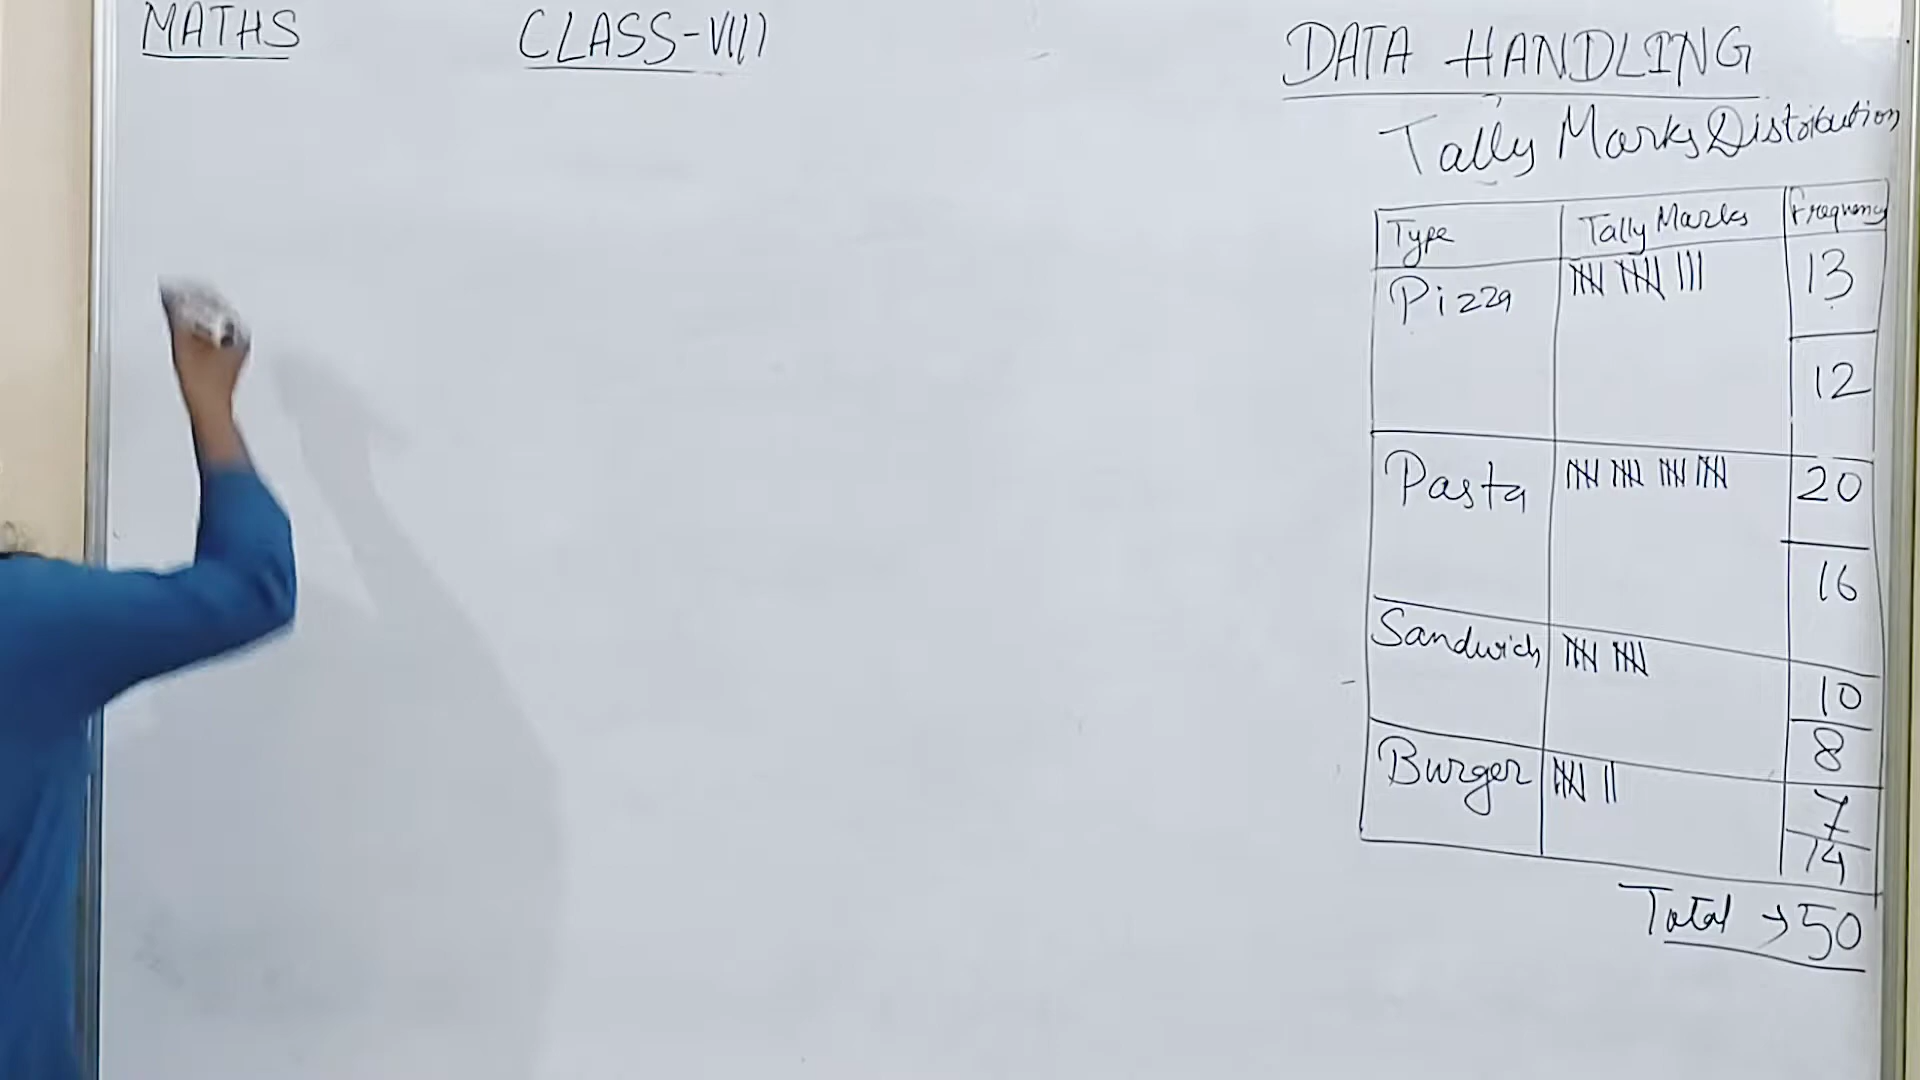 MATHS CLASS-VIII DATA HANDLING
Tally Marks Distribution
Type Tally Marks Frequency
Pizza 𝍸 𝍸 ||| 13
12
Pasta 𝍸 𝍸 𝍸 𝍸 20
16
Sandwich 𝍸 𝍸 10
8
Burger 𝍸 || 7
14
Total → 50